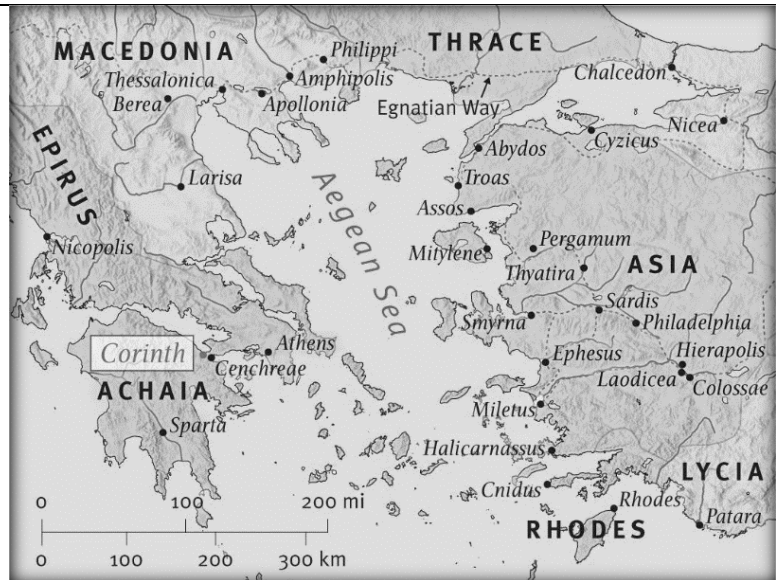 MACEDONIA
Philippi
THRACE
Thessalonica
Amphipolis
Chalcedon
Berea
Apollonia
Egnatian Way
Nicea
EPIRUS
Abydos
Cyzicus
Larisa
Troas
Aegean Sea
Assos
Nicopolis
Mitylene
Pergamum
Thyatira
ASIA
Sardis
Smyrna
Philadelphia
Corinth
Athens
Cenchreae
Ephesus
Hierapolis
Laodicea
Colossae
ACHAIA
Miletus
Sparta
Halicarnassus
LYCIA
Cnidus
Rhodes
Patara
RHODES
0 100 200 mi
0 100 200 300 km